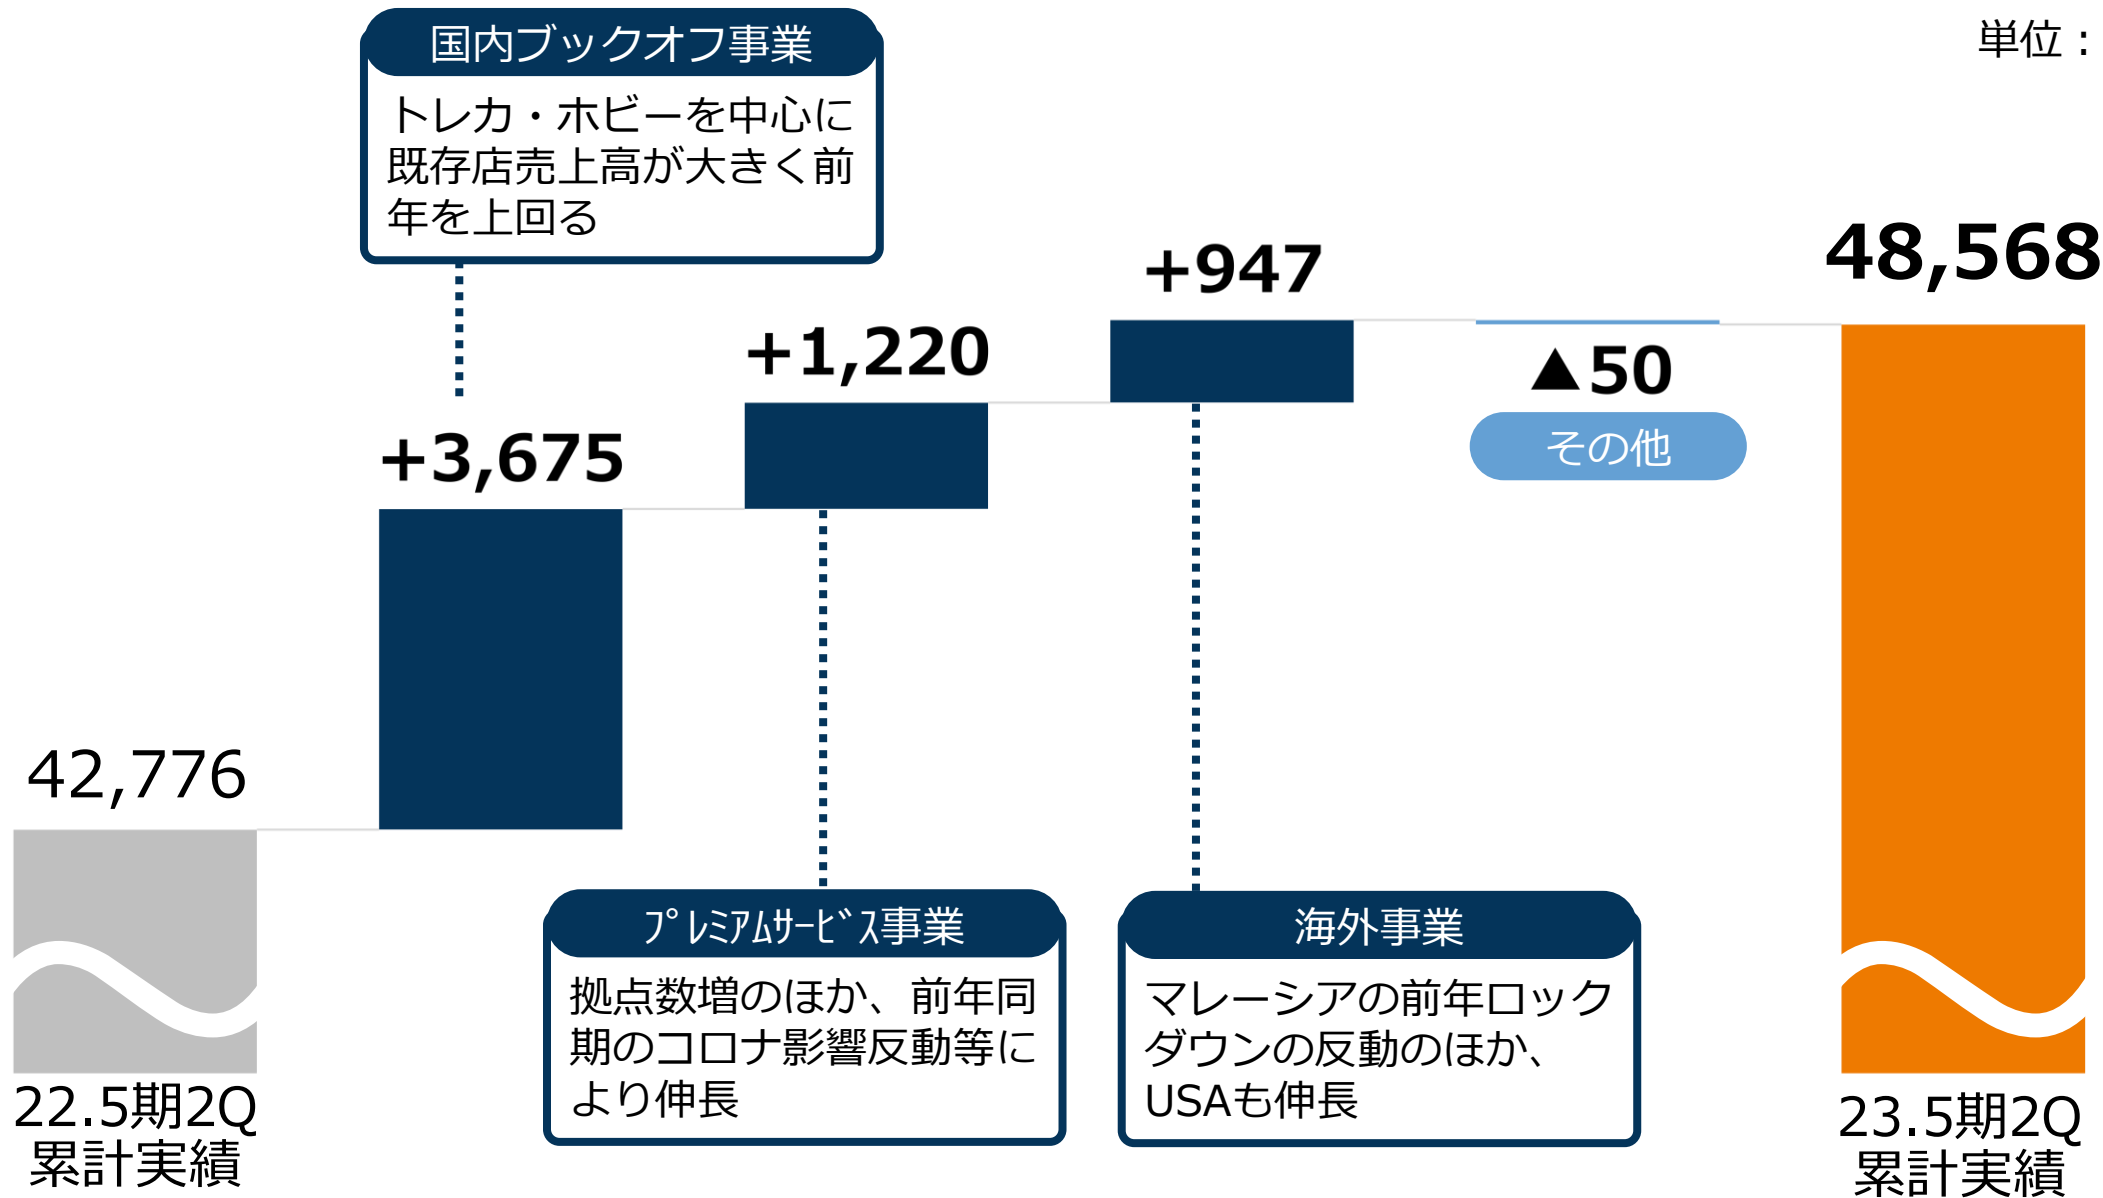 単位：
国内ブックオフ事業
トレカ・ホビーを中心に
既存店売上高が大きく前
年を上回る
48,568
+947
+1,220
▲50
その他
+3,675
42,776
ﾌﾟﾚﾐｱﾑｻｰﾋﾞｽ事業
拠点数増のほか、前年同
期のコロナ影響反動等に
より伸長
海外事業
マレーシアの前年ロック
ダウンの反動のほか、
USAも伸長
22.5期2Q
累計実績
23.5期2Q
累計実績